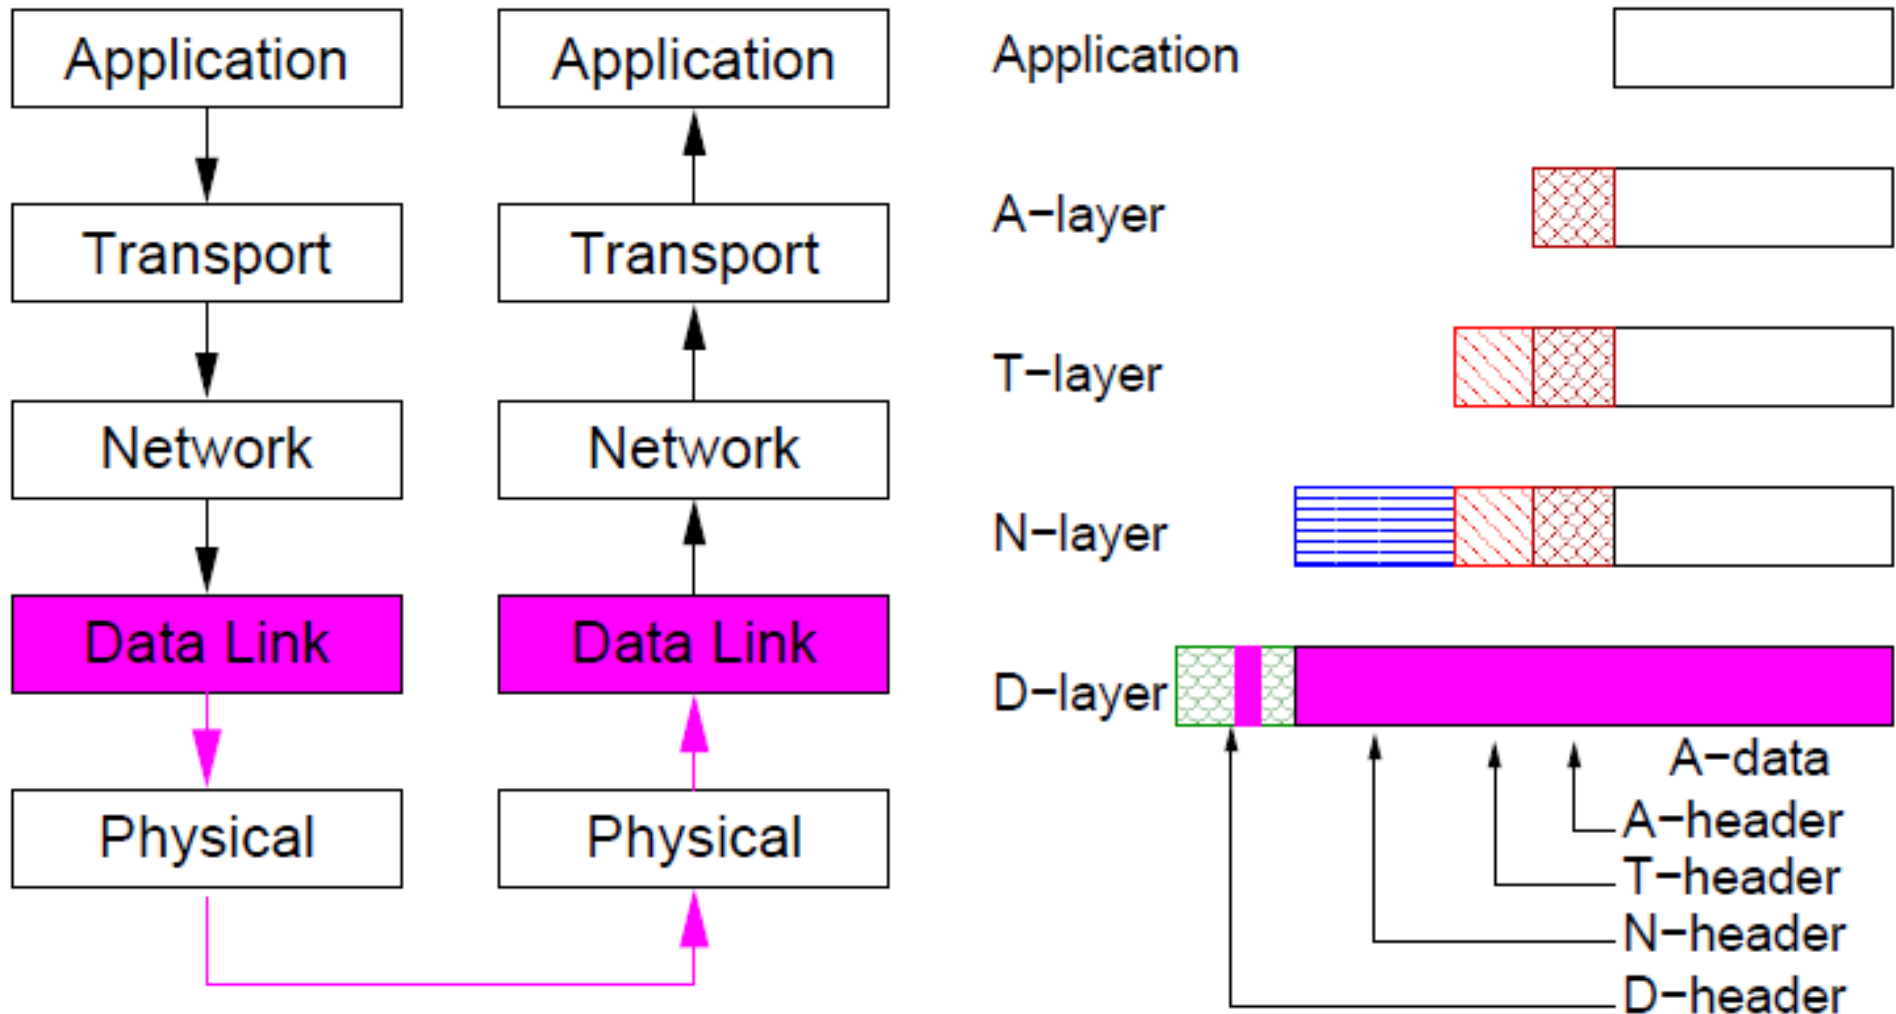 Application
Transport
Network
Data Link
Physical
Application
Transport
Network
Data Link
Physical
Application
A−layer
T−layer
N−layer
D−layer
A−data
A−header
T−header
N−header
D−header